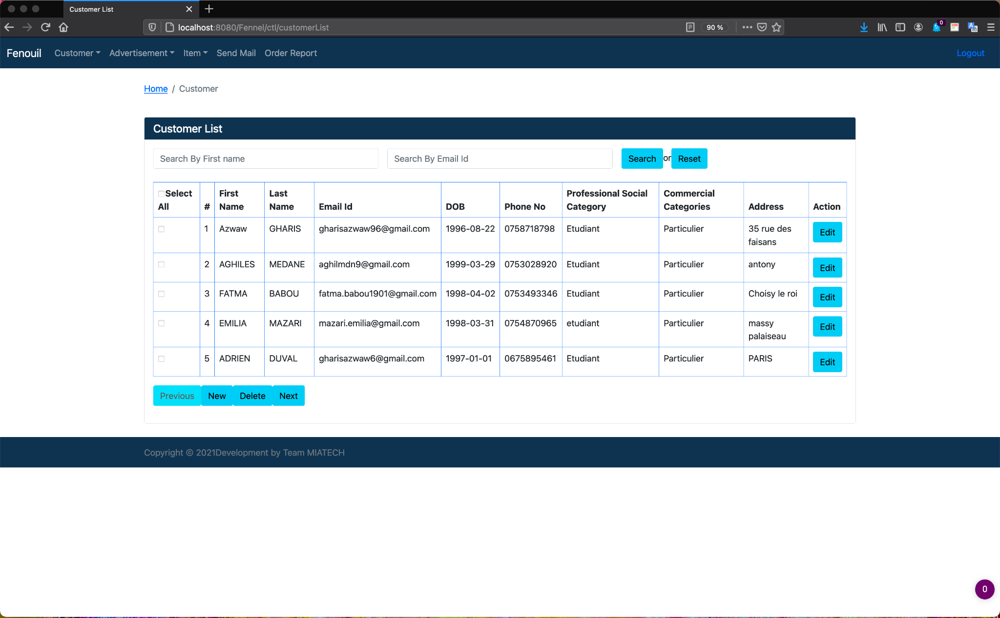 Customer List
localhost:8080/Fennel/ctl/customerList
90 %
0
Fenouil Customer Advertisement Item Send Mail Order Report Logout
Home / Customer
Customer List
Search By First name Search By Email Id Search or Reset
Select All # First Name Last Name Email Id DOB Phone No Professional Social Category Commercial Categories Address Action
1 Azwaw GHARIS gharisazwaw96@gmail.com 1996-08-22 0758718798 Etudiant Particulier 35 rue des faisans Edit
2 AGHILES MEDANE aghilmdn9@gmail.com 1999-03-29 0753028920 Etudiant Particulier antony Edit
3 FATMA BABOU fatma.babou1901@gmail.com 1998-04-02 0753493346 Etudiant Particulier Choisy le roi Edit
4 EMILIA MAZARI mazari.emilia@gmail.com 1998-03-31 0754870965 etudiant Particulier massy palaiseau Edit
5 ADRIEN DUVAL gharisazwaw6@gmail.com 1997-01-01 0675895461 Etudiant Particulier PARIS Edit
Previous New Delete Next
Copyright © 2021Development by Team MIATECH
0